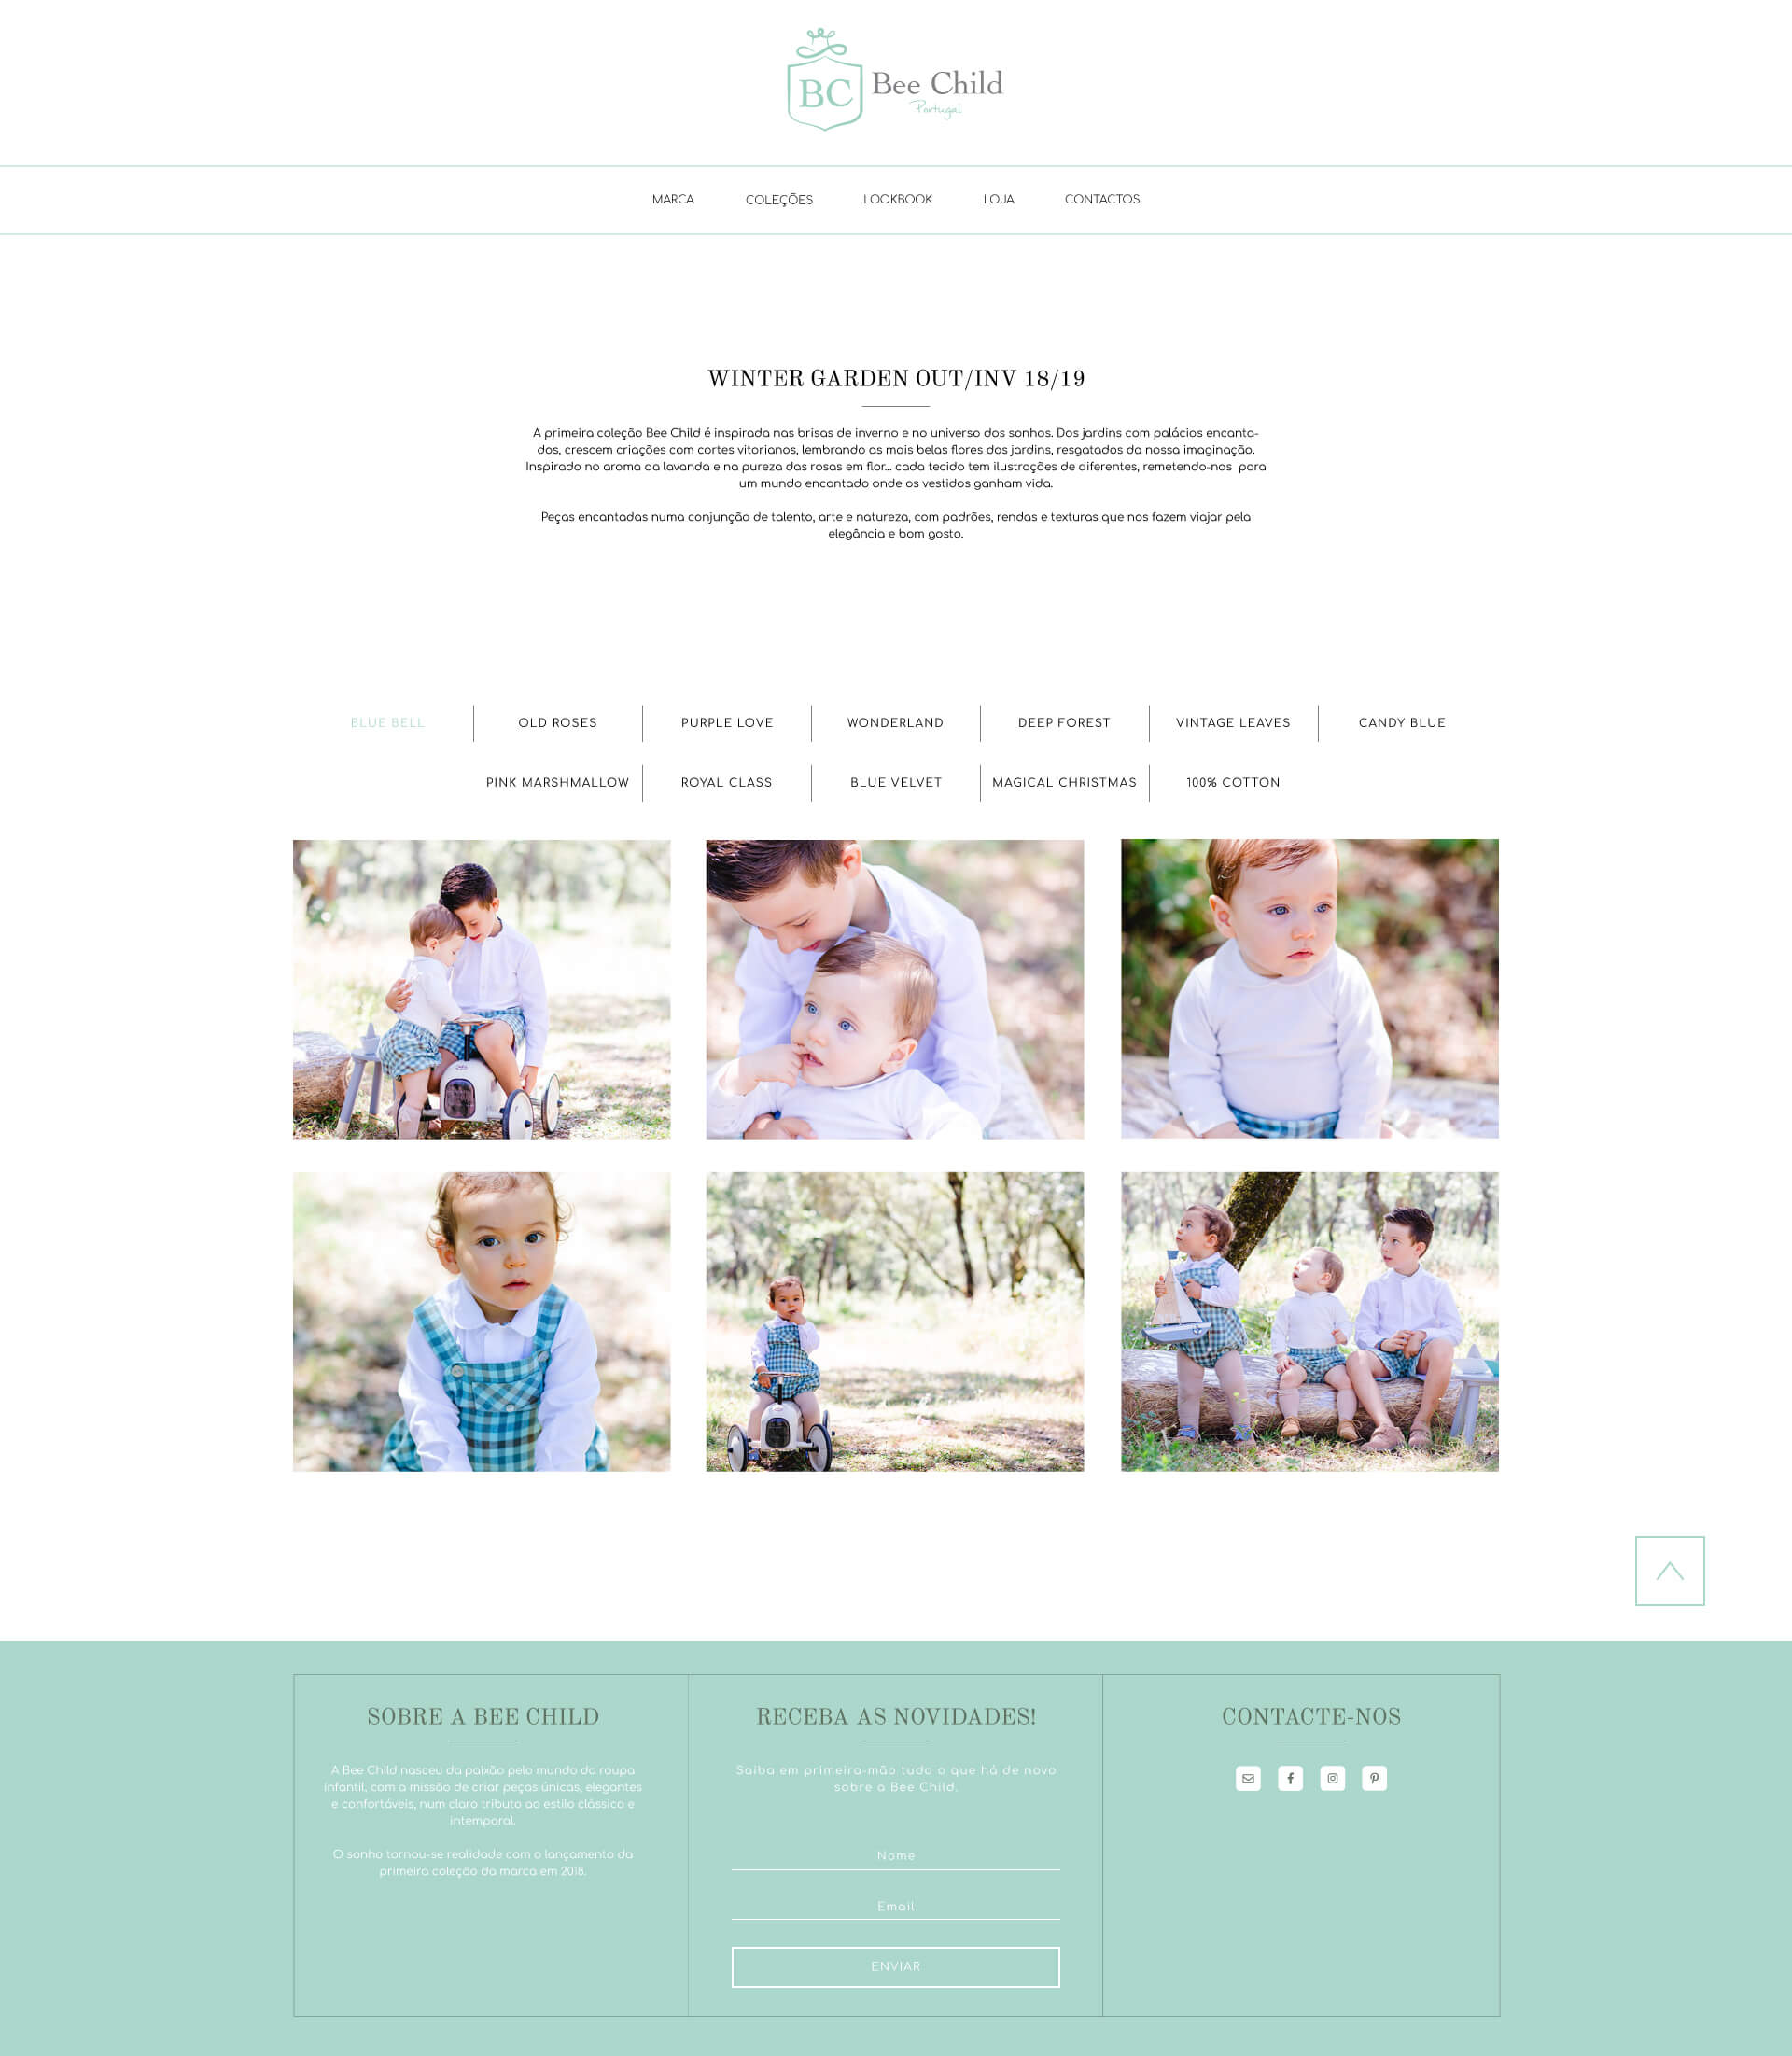 BC Bee Child
Portugal
MARCA COLEÇÕES LOOKBOOK LOJA CONTACTOS
WINTER GARDEN OUT/INV 18/19
A primeira coleção Bee Child é inspirada nas brisas de inverno e no universo dos sonhos. Dos jardins com palácios encanta-
dos, crescem criações com cortes vitorianos, lembrando as mais belas flores dos jardins, resgatados da nossa imaginação.
Inspirado no aroma da lavanda e na pureza das rosas em flor... cada tecido tem ilustrações de diferentes, remetendo-nos para
um mundo encantado onde os vestidos ganham vida.
Peças encantadas numa conjunção de talento, arte e natureza, com padrões, rendas e texturas que nos fazem viajar pela
elegância e bom gosto.
BLUE BELL OLD ROSES PURPLE LOVE WONDERLAND DEEP FOREST VINTAGE LEAVES CANDY BLUE
PINK MARSHMALLOW ROYAL CLASS BLUE VELVET MAGICAL CHRISTMAS 100% COTTON
SOBRE A BEE CHILD
A Bee Child nasceu da paixão pelo mundo da roupa
infantil, com a missão de criar peças únicas, elegantes
e confortáveis, num claro tributo ao estilo clássico e
intemporal.
O sonho tornou-se realidade com o lançamento da
primeira coleção da marca em 2018.
RECEBA AS NOVIDADES!
Saiba em primeira-mão tudo o que há de novo
sobre a Bee Child.
Nome
Email
ENVIAR
CONTACTE-NOS